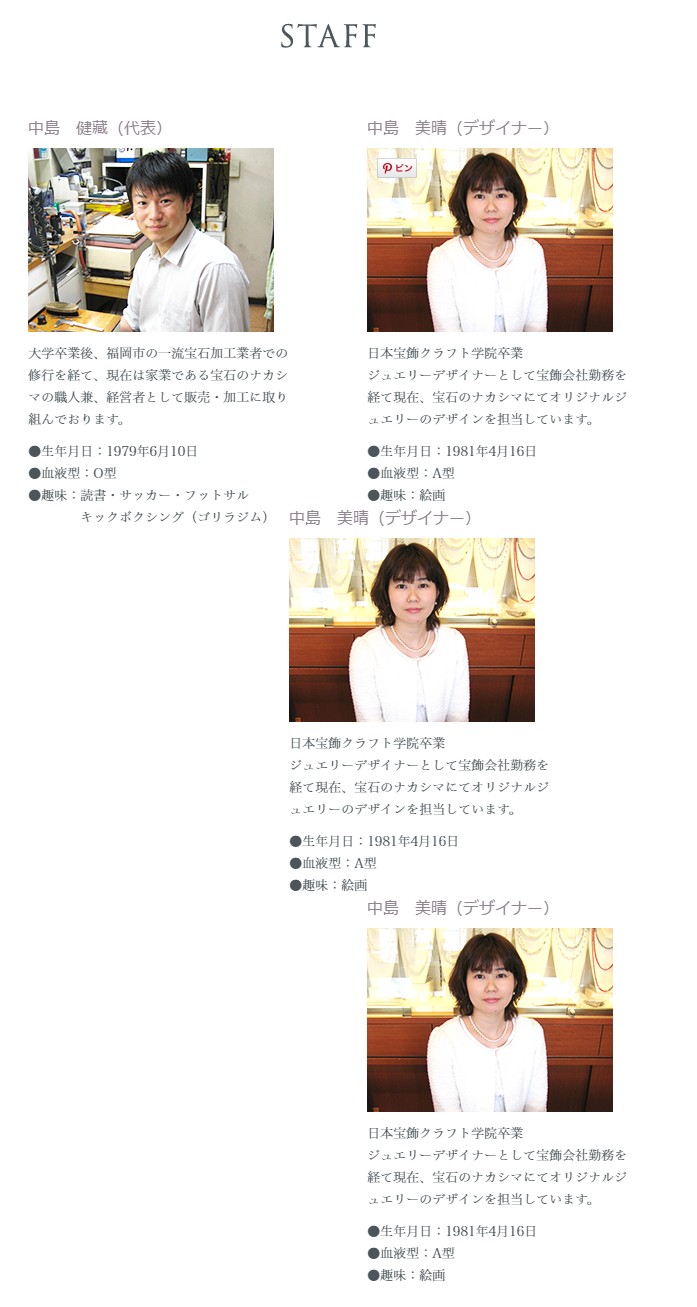 STAFF
中島　健藏（代表）
大学卒業後、福岡市の一流宝石加工業者での
修行を経て、現在は家業である宝石のナカシ
マの職人兼、経営者として販売・加工に取り
組んでおります。
●生年月日：1979年6月10日
●血液型：O型
●趣味：読書・サッカー・フットサル
キックボクシング（ゴリラジム）
中島　美晴（デザイナー）
ピン
日本宝飾クラフト学院卒業
ジュエリーデザイナーとして宝飾会社勤務を
経て現在、宝石のナカシマにてオリジナルジ
ュエリーのデザインを担当しています。
●生年月日：1981年4月16日
●血液型：A型
●趣味：絵画
中島　美晴（デザイナー）
日本宝飾クラフト学院卒業
ジュエリーデザイナーとして宝飾会社勤務を
経て現在、宝石のナカシマにてオリジナルジ
ュエリーのデザインを担当しています。
●生年月日：1981年4月16日
●血液型：A型
●趣味：絵画
中島　美晴（デザイナー）
日本宝飾クラフト学院卒業
ジュエリーデザイナーとして宝飾会社勤務を
経て現在、宝石のナカシマにてオリジナルジ
ュエリーのデザインを担当しています。
●生年月日：1981年4月16日
●血液型：A型
●趣味：絵画